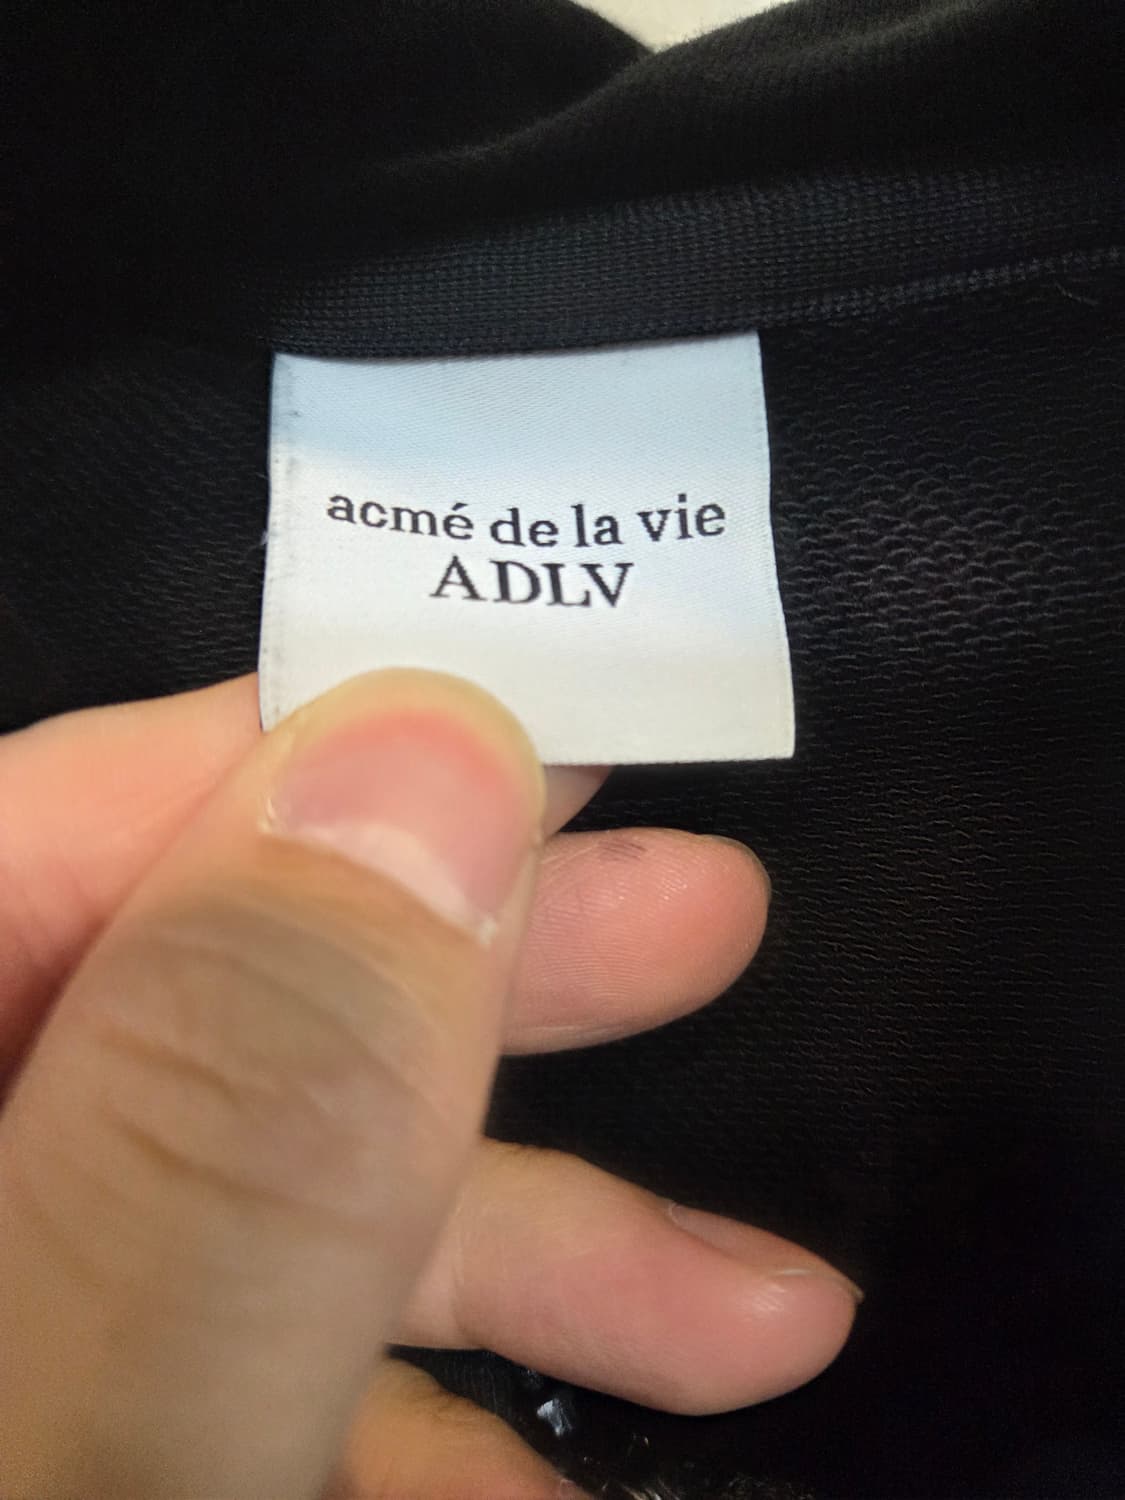 acmé de la vie
ADLV